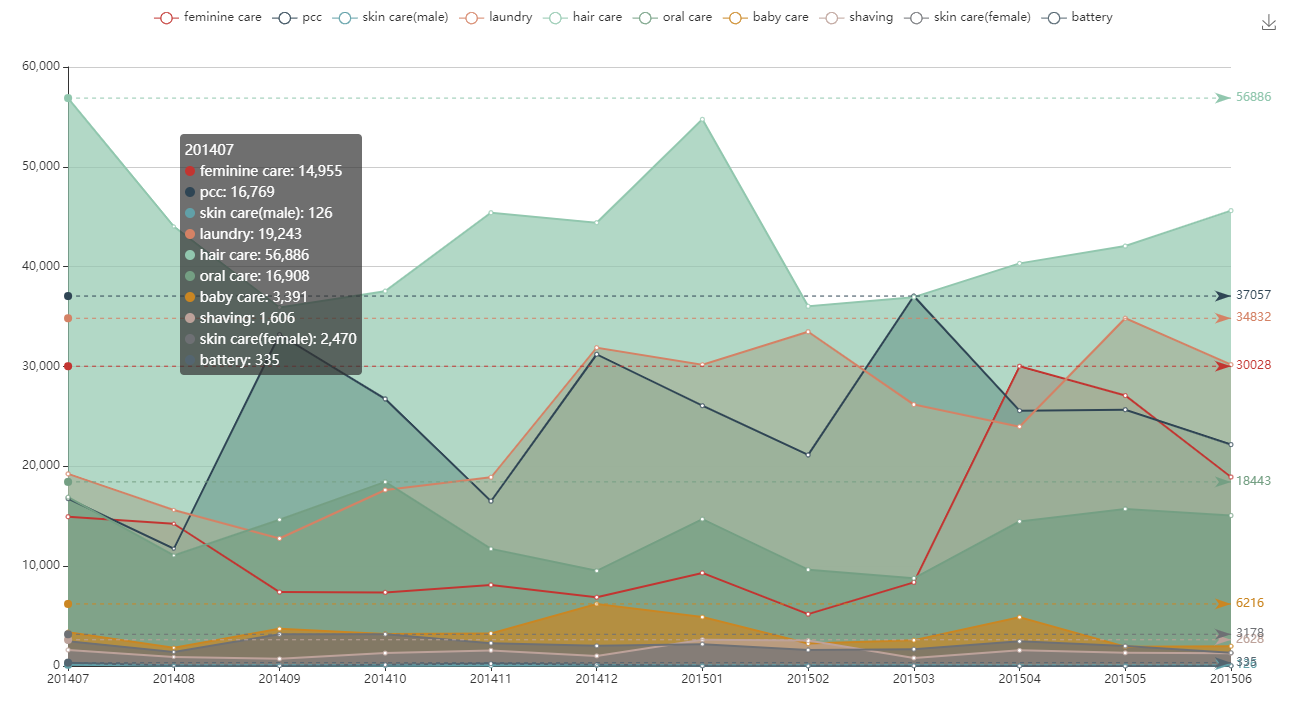 feminine care pcc skin care(male) laundry hair care oral care baby care shaving skin care(female) battery
60,000
56886
50,000
201407
feminine care: 14,955
pcc: 16,769
skin care(male): 126
laundry: 19,243
hair care: 56,886
oral care: 16,908
baby care: 3,391
shaving: 1,606
skin care(female): 2,470
battery: 335
40,000
37057
34832
30,000
30028
20,000
18443
10,000
6216
3178
2628
335
126
0
201407 201408 201409 201410 201411 201412 201501 201502 201503 201504 201505 201506